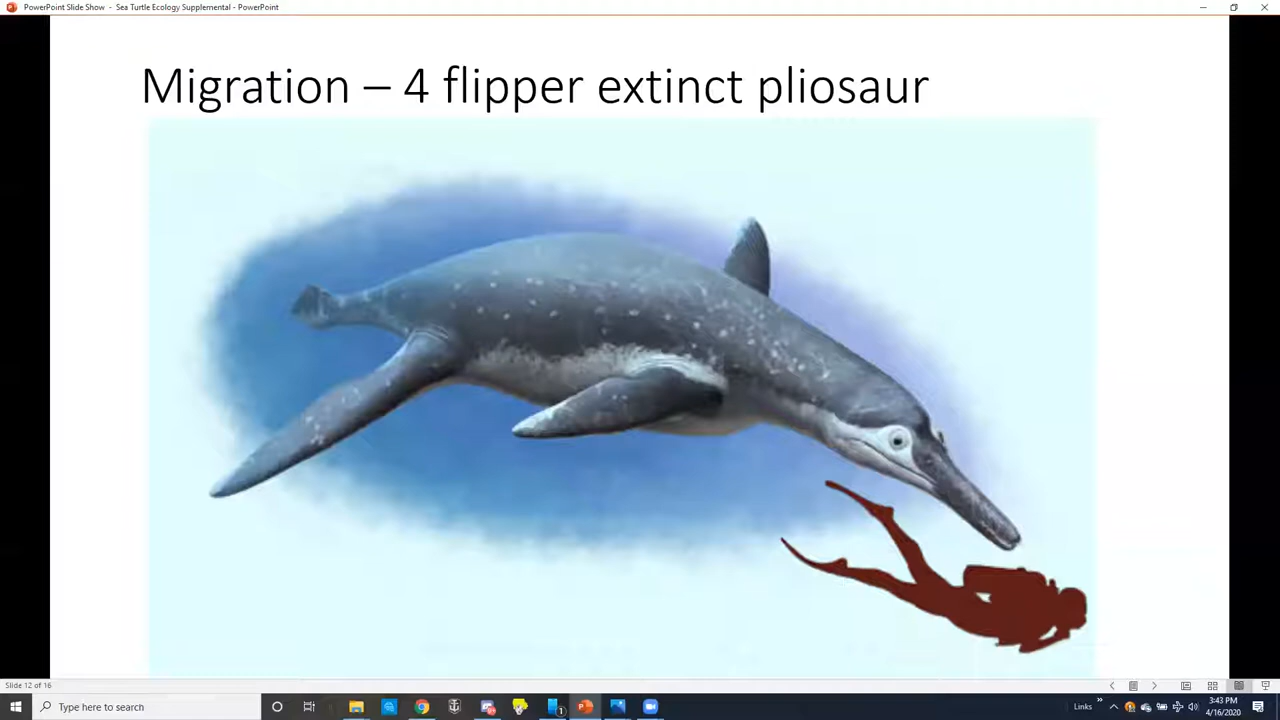 PowerPoint Slide Show - Sea Turtle Ecology Supplemental - PowerPoint
Migration – 4 flipper extinct pliosaur
Slide 12 of 16
Type here to search
1
Links
»
3:43 PM
4/16/2020